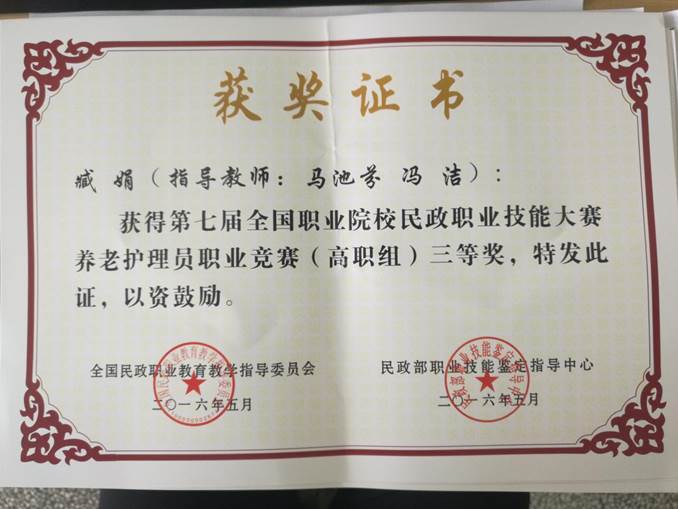 获奖证书
臧 娟（指导教师：马池芬 冯 洁）：
获得第七届全国职业院校民政职业技能大赛
养老护理员职业竞赛（高职组）三等奖，特发此
证，以资鼓励。
全国民政职业教育教学指导委员会
二〇一六年五月
民政部职业技能鉴定指导中心
二〇一六年五月